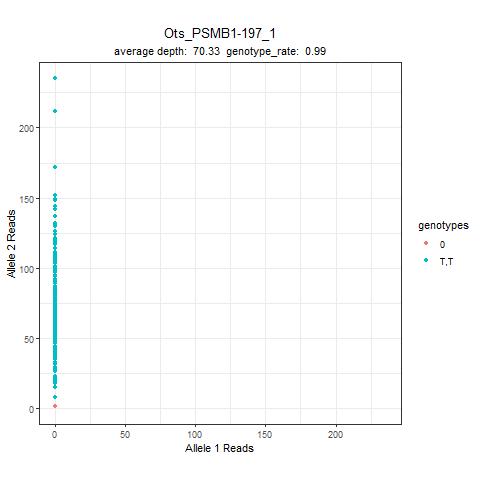 Ots_PSMB1-197_1
average depth:  70.33  genotype_rate:  0.99
Allele 2 Reads
200
150
100
50
0
0 50 100 150 200
Allele 1 Reads
genotypes
0
T,T